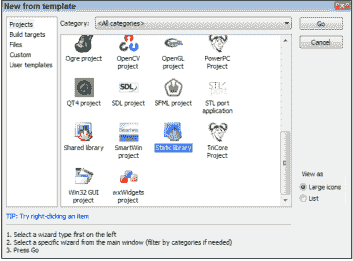 New from template
Projects
Build targets
Files
Custom
User templates
Category: <All categories>
Go
Cancel
Ogre project
OpenCV project
OpenGL project
PowerPC Project
QT4 project
SDL project
SFML project
STL port application
Shared library
SmartWin project
Static library
TriCore Project
Win32 GUI project
wxWidgets project
View as
Large icons
List
TIP: Try right-clicking an item
1. Select a wizard type first on the left
2. Select a specific wizard from the main window (filter by categories if needed)
3. Press Go